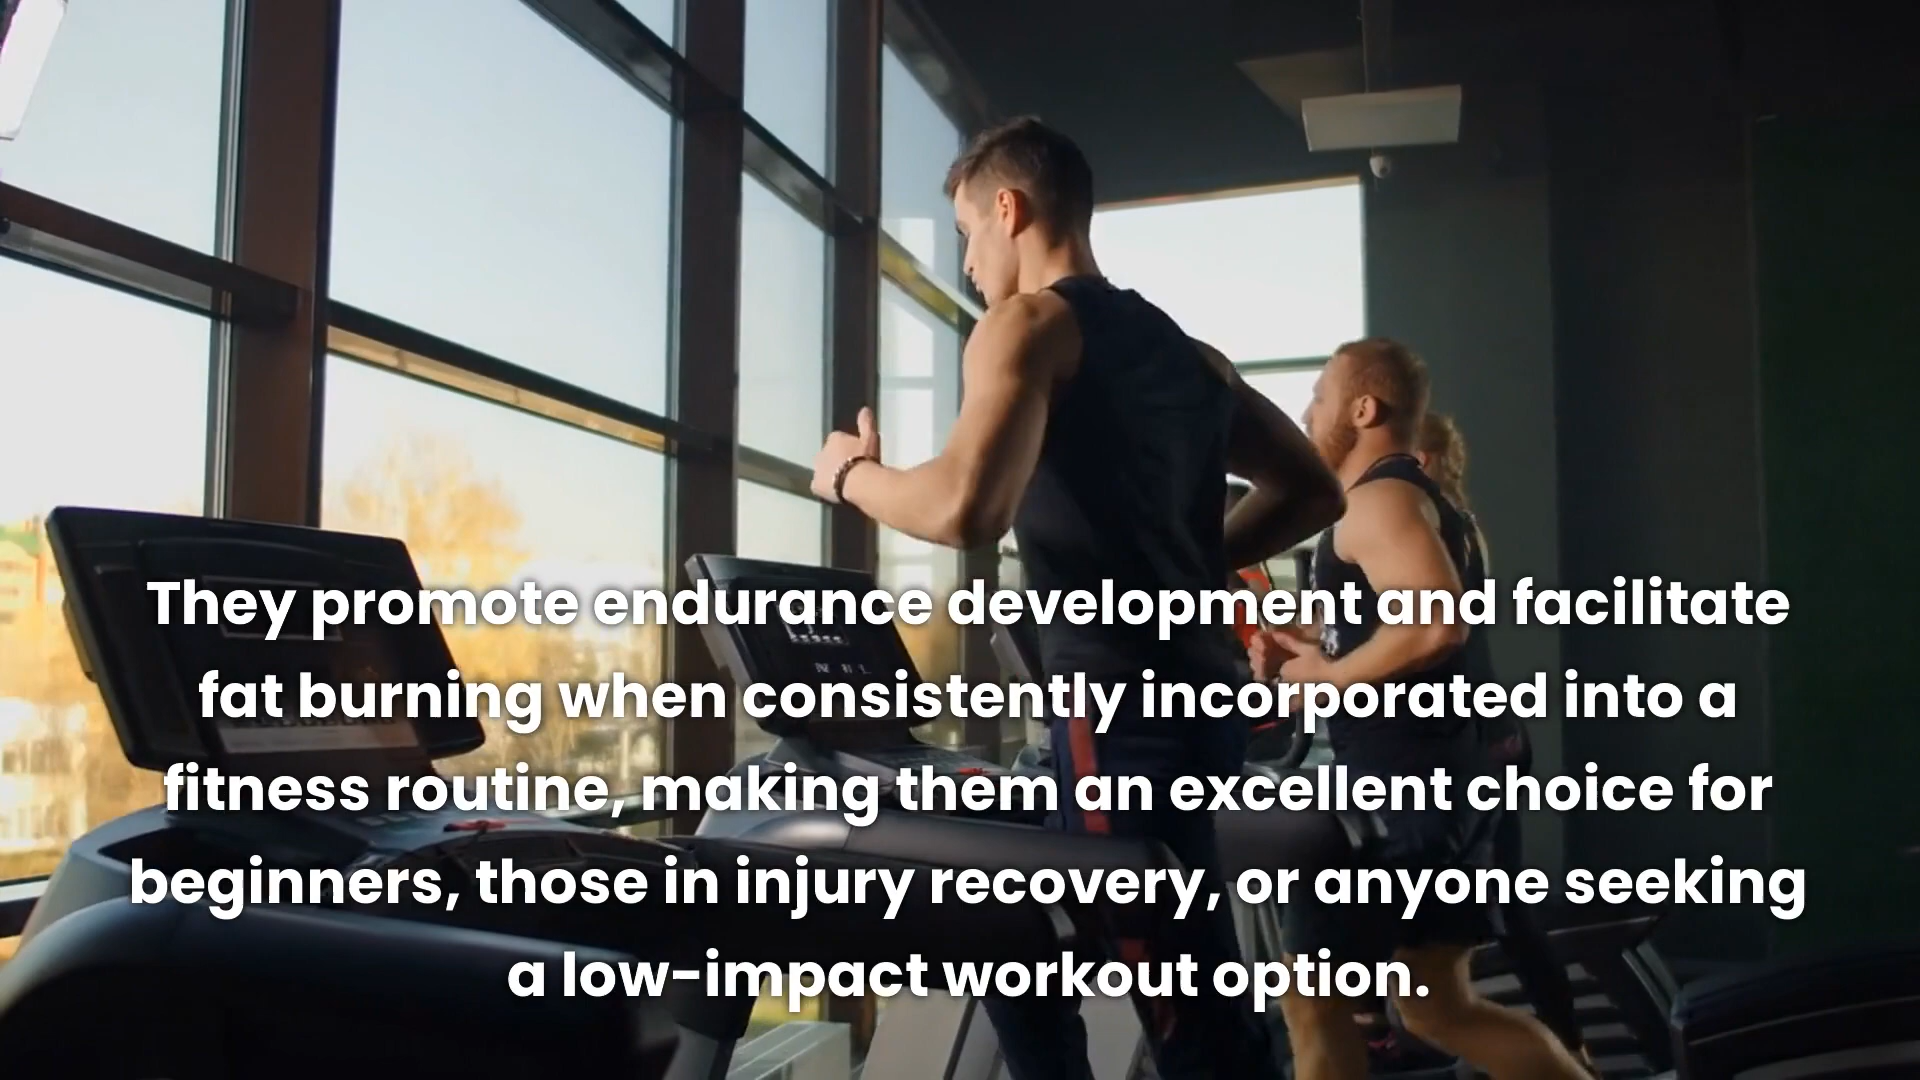 They promote endurance development and facilitate
fat burning when consistently incorporated into a
fitness routine, making them an excellent choice for
beginners, those in injury recovery, or anyone seeking
a low-impact workout option.